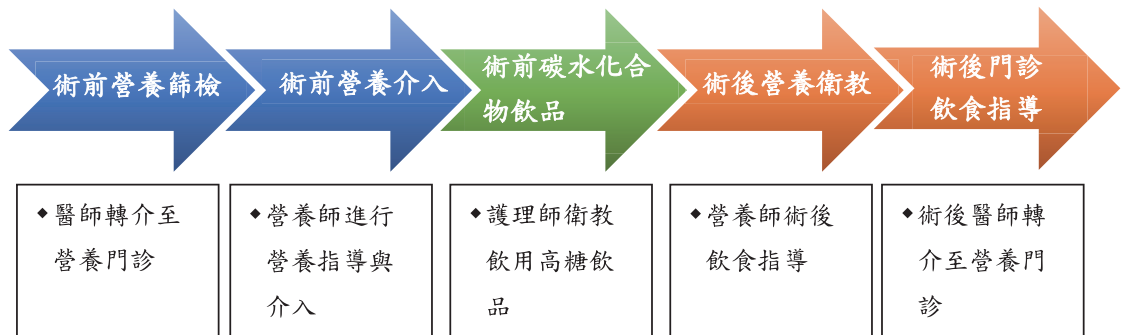 術前營養篩檢
術前營養介入
術前碳水化合
物飲品
術後營養衛教
術後門診
飲食指導
◆醫師轉介至
營養門診
◆營養師進行
營養指導與
介入
◆護理師衛教
飲用高糖飲
品
◆營養師術後
飲食指導
◆術後醫師轉
介至營養門
診